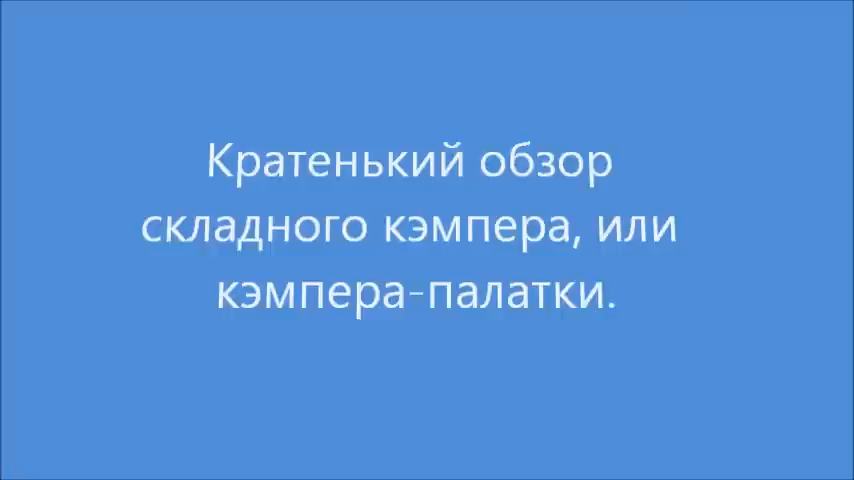 Кратенький обзор
складного кэмпера, или
кэмпера-палатки.